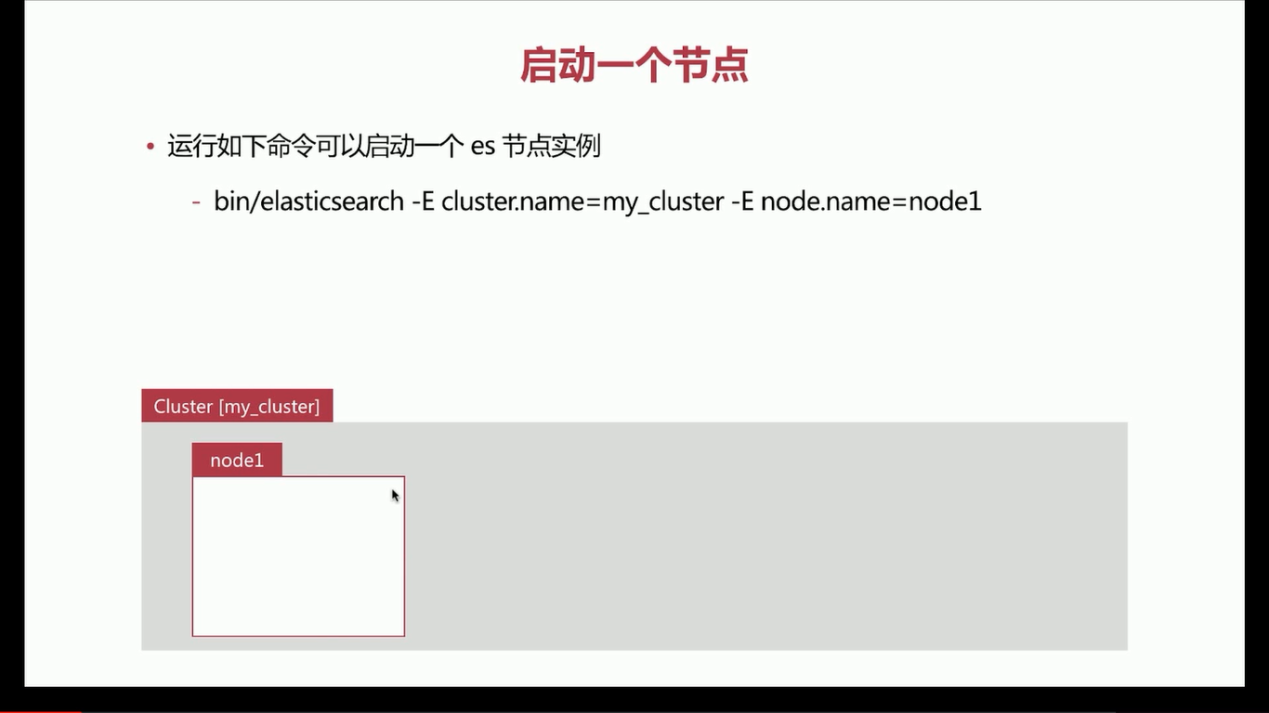 启动一个节点
• 运行如下命令可以启动一个 es 节点实例
- bin/elasticsearch -E cluster.name=my_cluster -E node.name=node1
Cluster [my_cluster]
node1